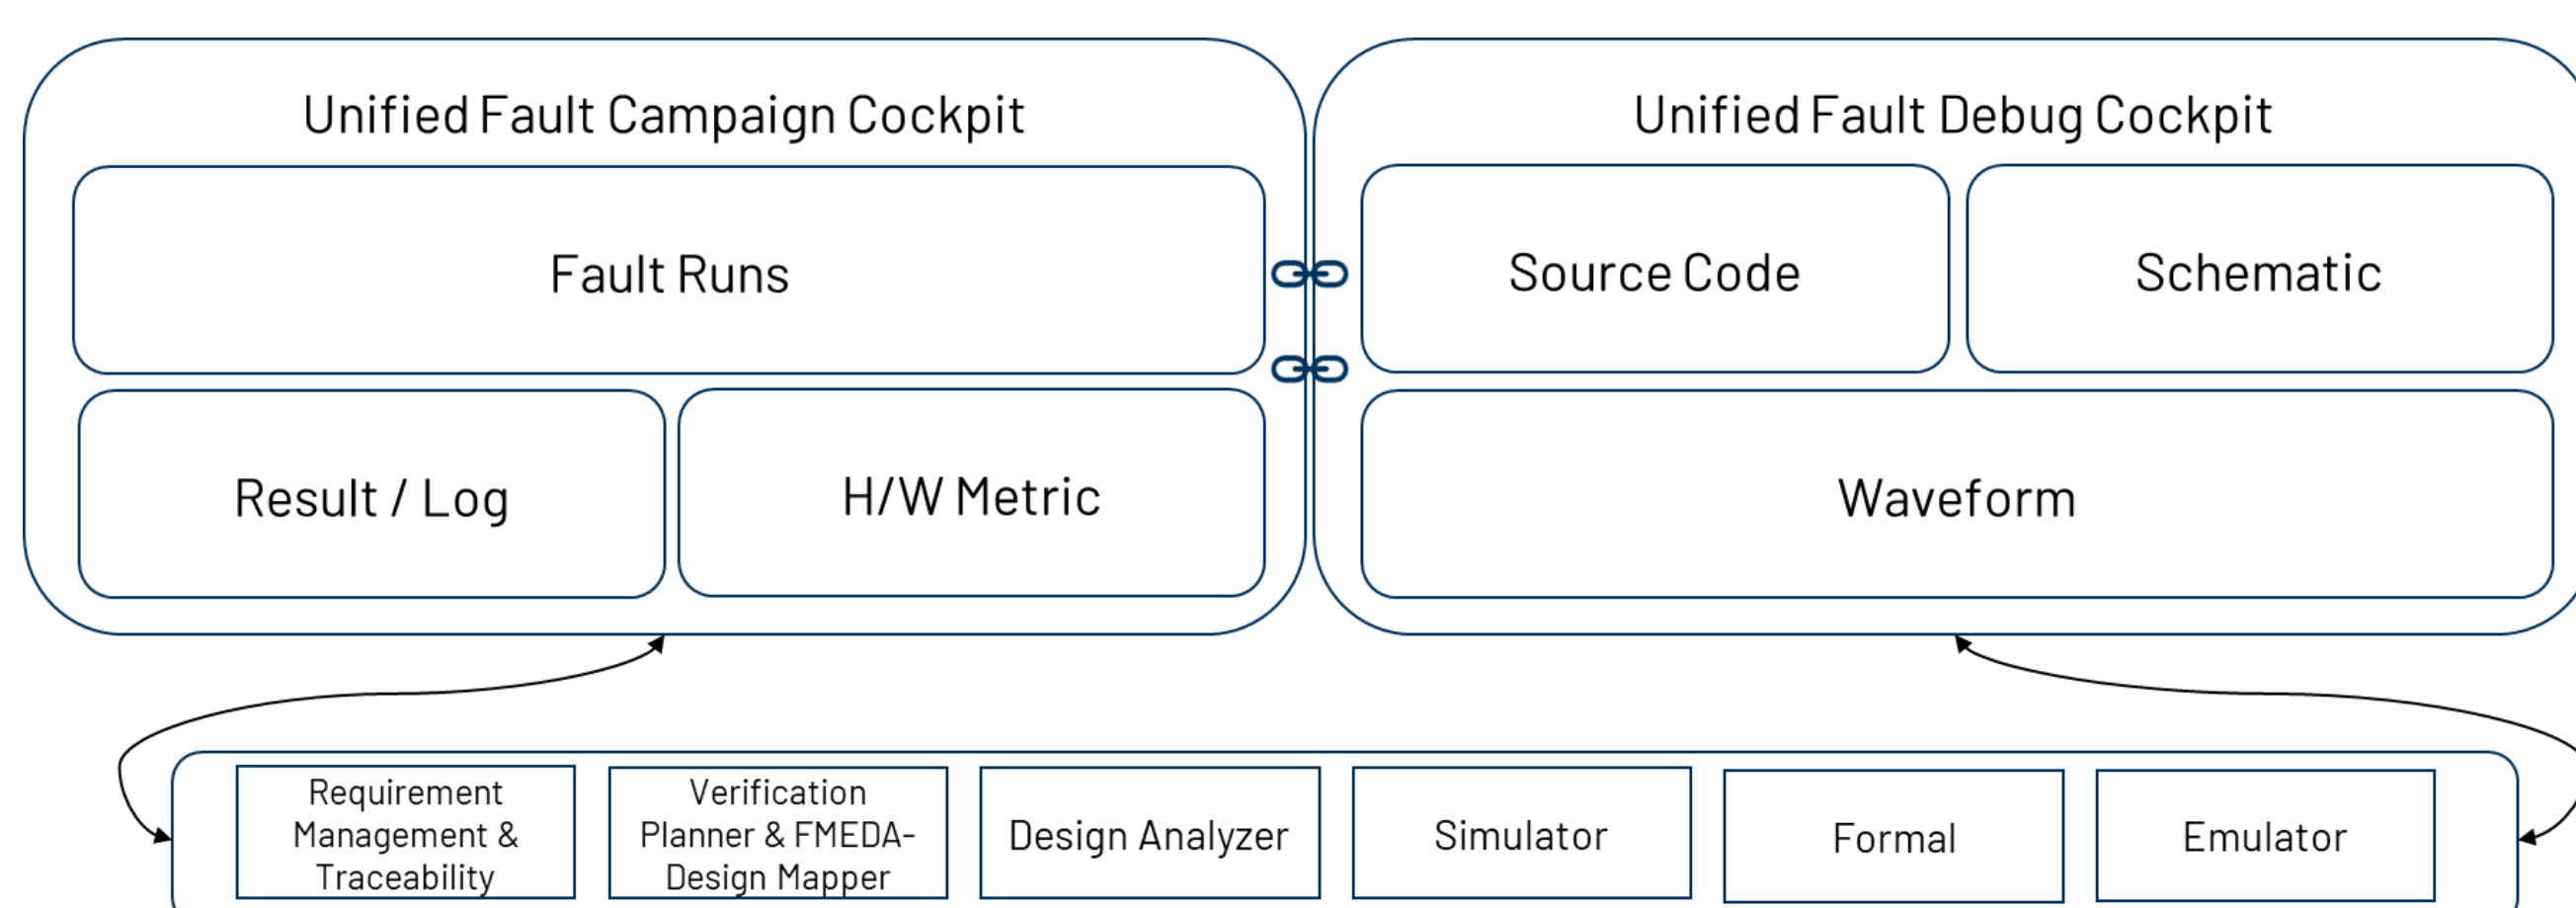 Unified Fault Campaign Cockpit
Fault Runs
Result / Log
H/W Metric
Unified Fault Debug Cockpit
Source Code
Schematic
Waveform
Requirement
Management &
Traceability
Verification
Planner & FMEDA-
Design Mapper
Design Analyzer
Simulator
Formal
Emulator